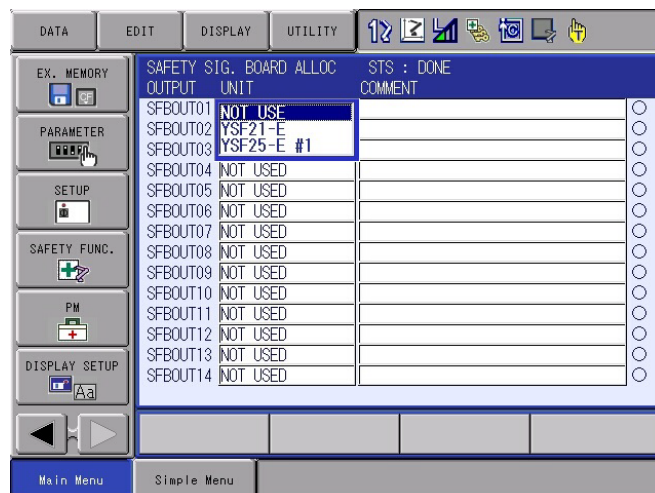 DATA EDIT DISPLAY UTILITY
EX. MEMORY
CF
PARAMETER
SETUP
SAFETY FUNC.
PM
DISPLAY SETUP
Aa
SAFETY SIG. BOARD ALLOC STS : DONE
OUTPUT UNIT COMMENT
SFBOUT01 NOT USE
SFBOUT02 YSF21-E
SFBOUT03 YSF25-E #1
SFBOUT04 NOT USED
SFBOUT05 NOT USED
SFBOUT06 NOT USED
SFBOUT07 NOT USED
SFBOUT08 NOT USED
SFBOUT09 NOT USED
SFBOUT10 NOT USED
SFBOUT11 NOT USED
SFBOUT12 NOT USED
SFBOUT13 NOT USED
SFBOUT14 NOT USED
Main Menu Simple Menu